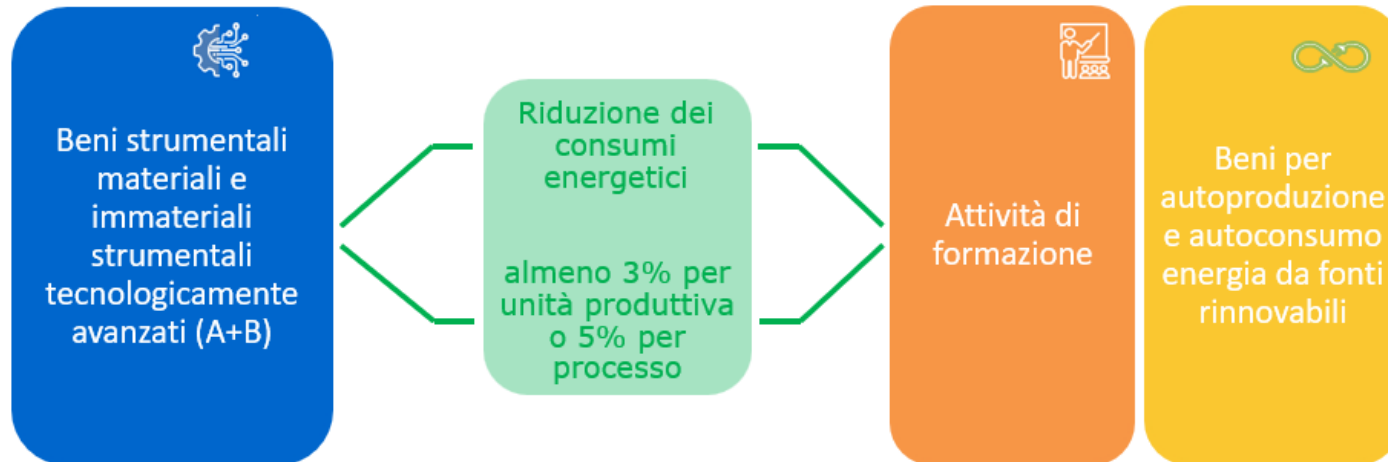 Beni strumentali
materiali e
immateriali
strumentali
tecnologicamente
avanzati (A+B)
Riduzione dei
consumi
energetici
almeno 3% per
unità produttiva
o 5% per
processo
Attività di
formazione
Beni per
autoproduzione
e autoconsumo
energia da fonti
rinnovabili